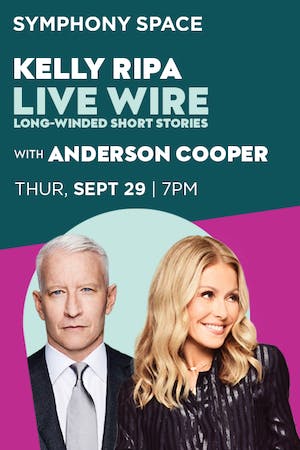 SYMPHONY SPACE
KELLY RIPA
LIVE WIRE
LONG-WINDED SHORT STORIES
WITH ANDERSON COOPER
THUR, SEPT 29 | 7PM